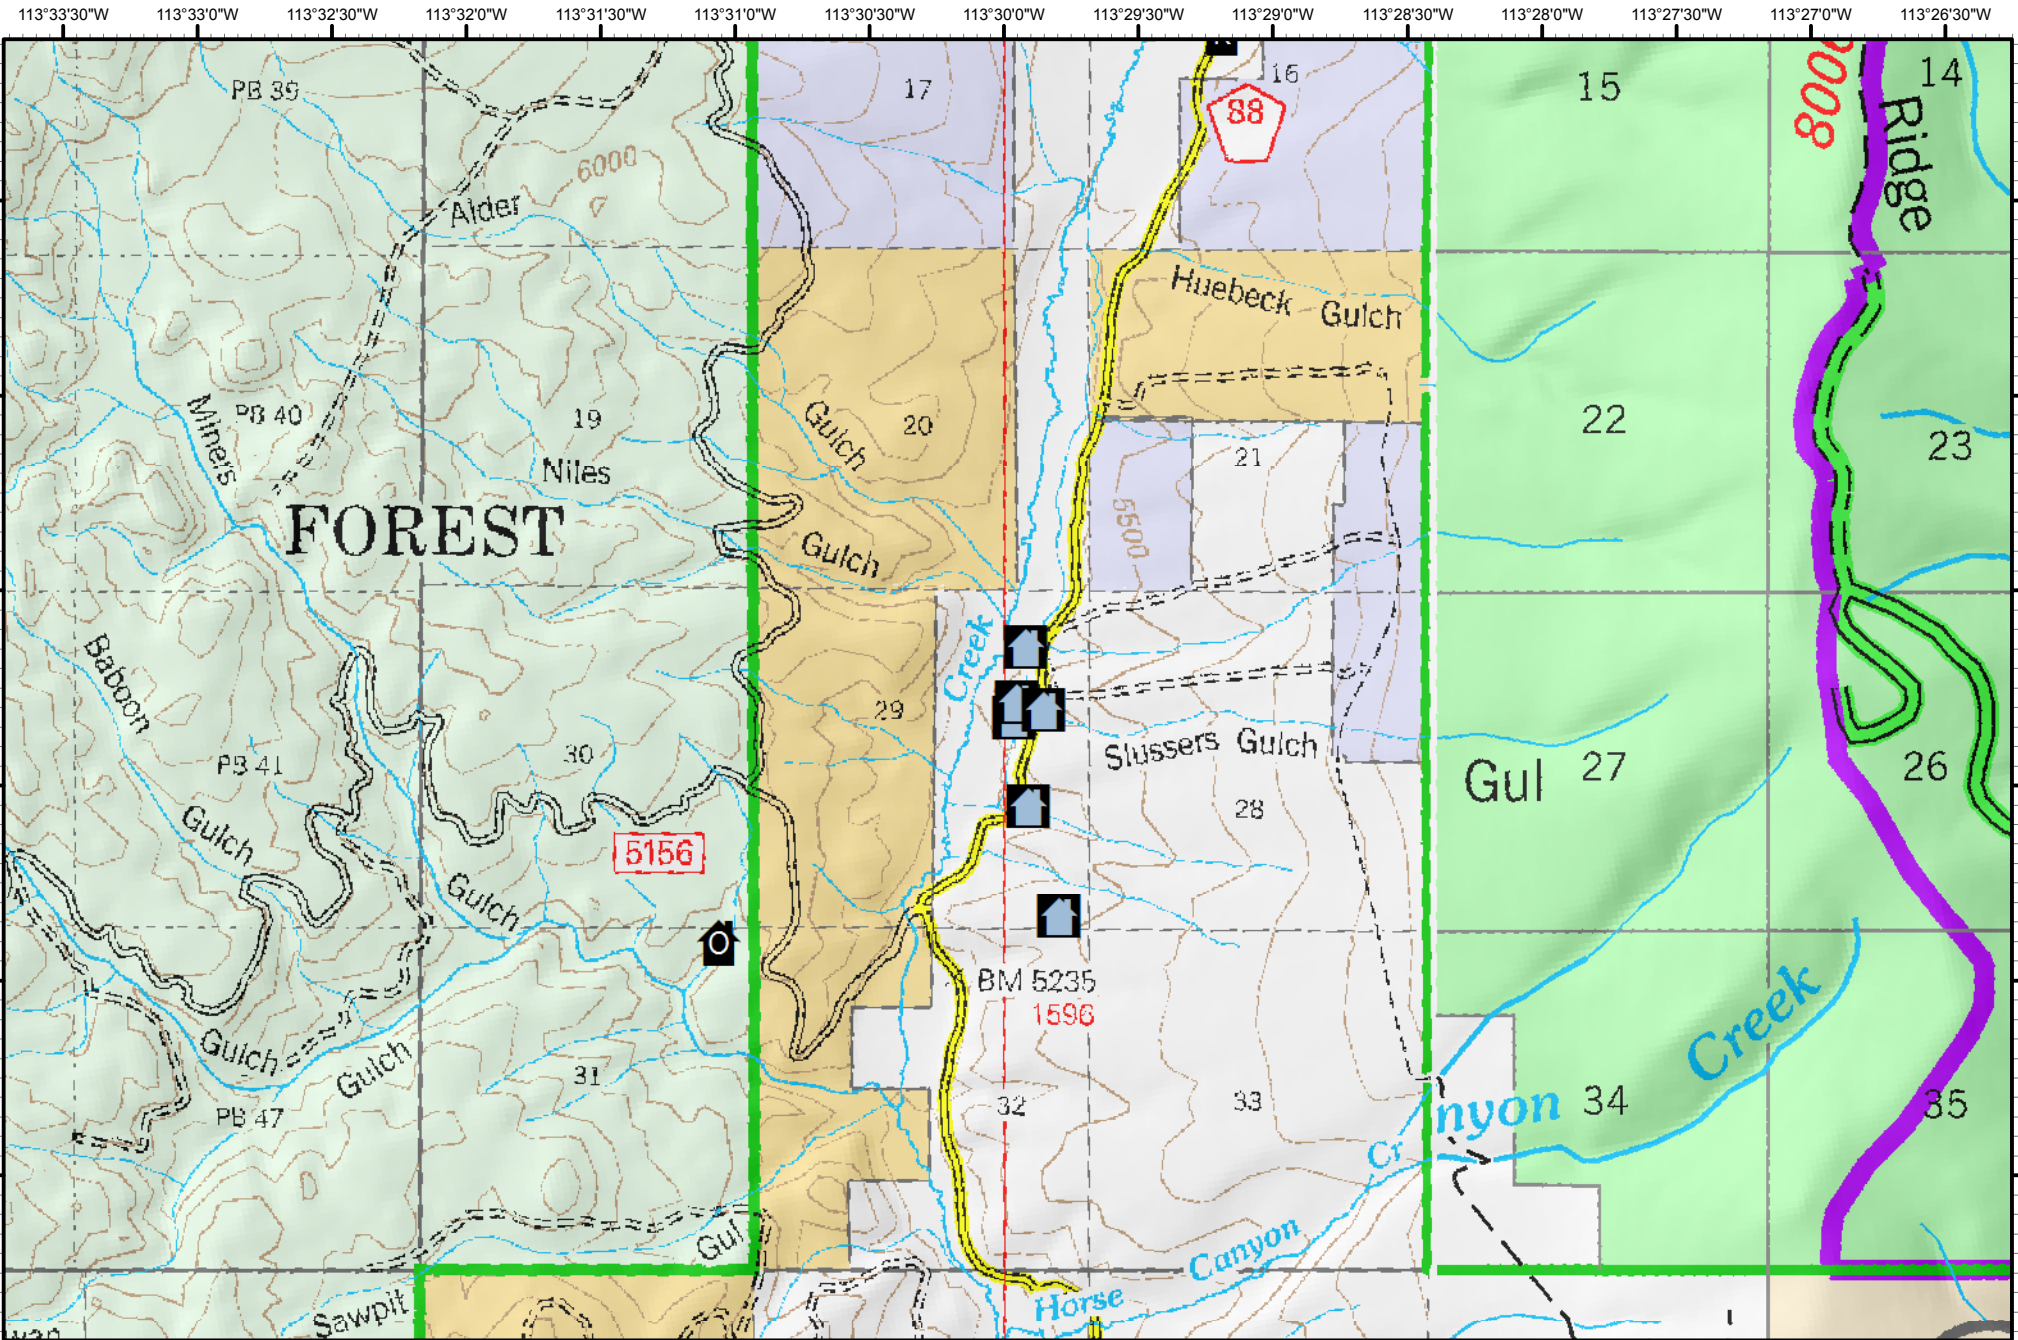 113°33'30"W 113°33'0"W 113°32'30"W 113°32'0"W 113°31'30"W 113°31'0"W 113°30'30"W 113°30'0"W 113°29'30"W 113°29'0"W 113°28'30"W 113°28'0"W 113°27'30"W 113°27'0"W 113°26'30"W
PB 39
17
16
15
14
88
8000
Ridge
6000
Alder
Huebeck Gulch
Miners
PB 40
19
Gulch
20
21
22
23
Niles
5500
FOREST
Gulch
Creek
Baboon
29
Slussers Gulch
PB 41
30
Gul
27
26
28
Gulch
5156
Gulch
O
BM 5235
1596
Creek
Gulch
Gulch
31
32
33
nyon
34
35
PB 47
Cr
Gul
Canyon
Horse
Sawpit